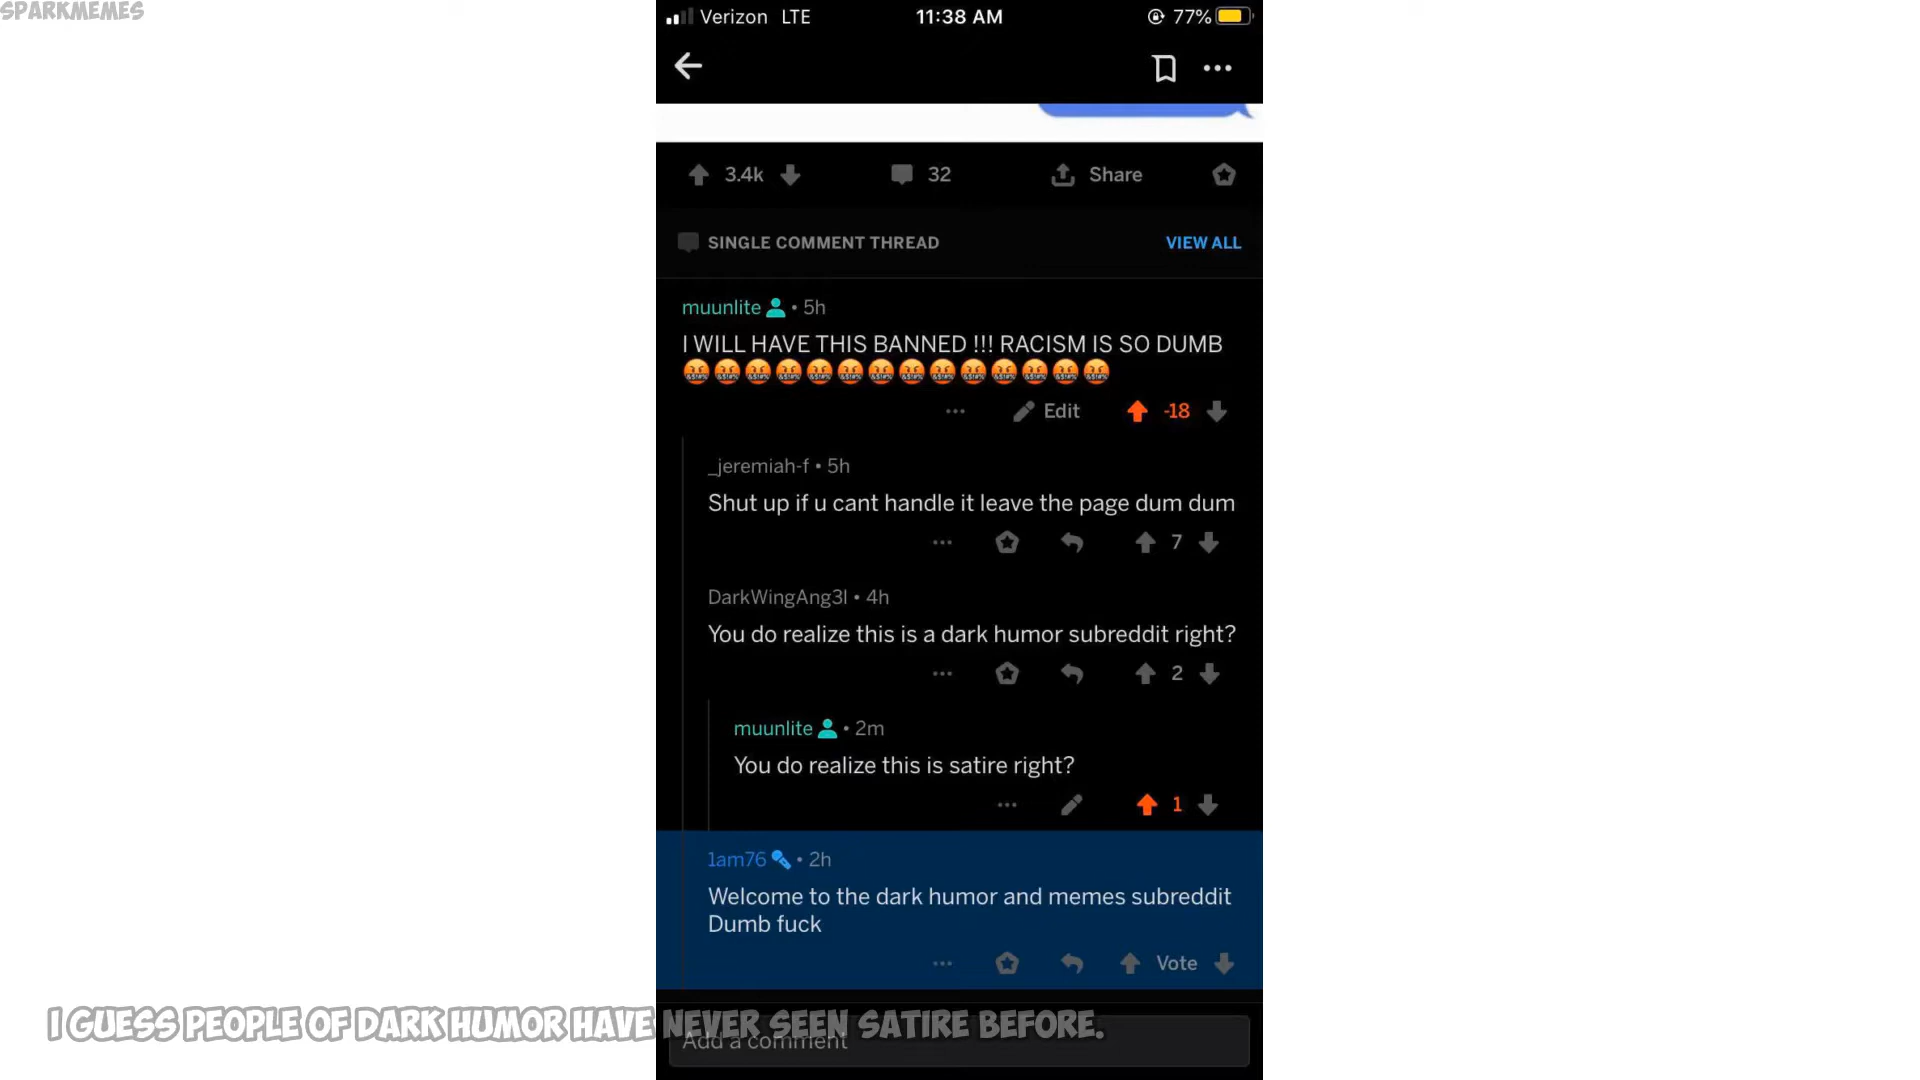 SPARKMEMES
Verizon LTE 11:38 AM 77%
3.4k 32 Share
SINGLE COMMENT THREAD VIEW ALL
muunlite • 5h
I WILL HAVE THIS BANNED !!! RACISM IS SO DUMB
🤬🤬🤬🤬🤬🤬🤬🤬🤬🤬🤬🤬🤬🤬
... Edit -18
_jeremiah-f • 5h
Shut up if u cant handle it leave the page dum dum
... 7
DarkWingAng3l • 4h
You do realize this is a dark humor subreddit right?
... 2
muunlite • 2m
You do realize this is satire right?
... 1
1am76 • 2h
Welcome to the dark humor and memes subreddit
Dumb fuck
... Vote
I GUESS PEOPLE OF DARK HUMOR HAVE NEVER SEEN SATIRE BEFORE.
Add a comment